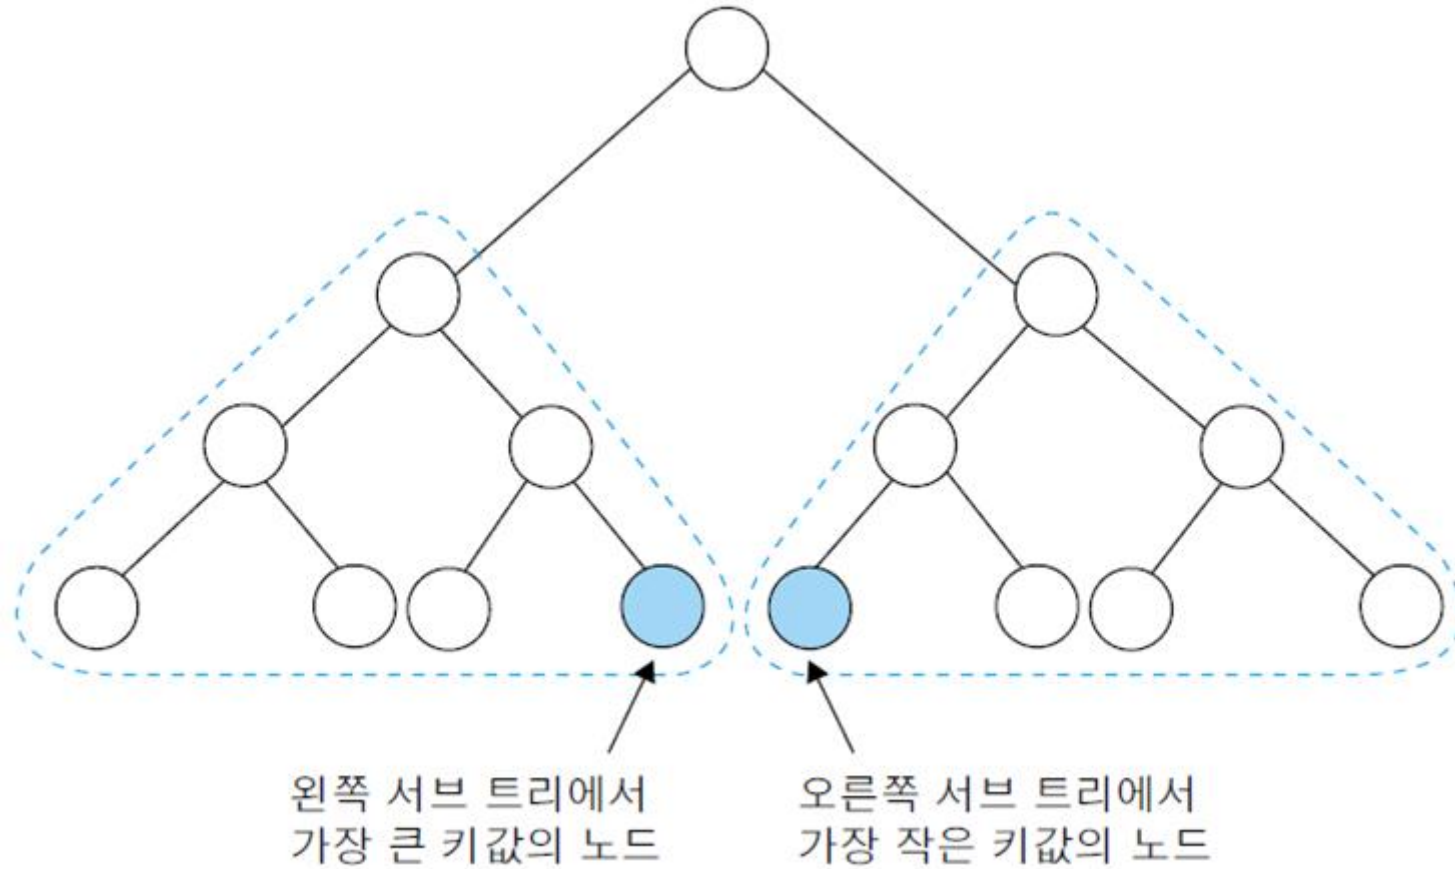 왼쪽 서브 트리에서
가장 큰 키값의 노드
오른쪽 서브 트리에서
가장 작은 키값의 노드